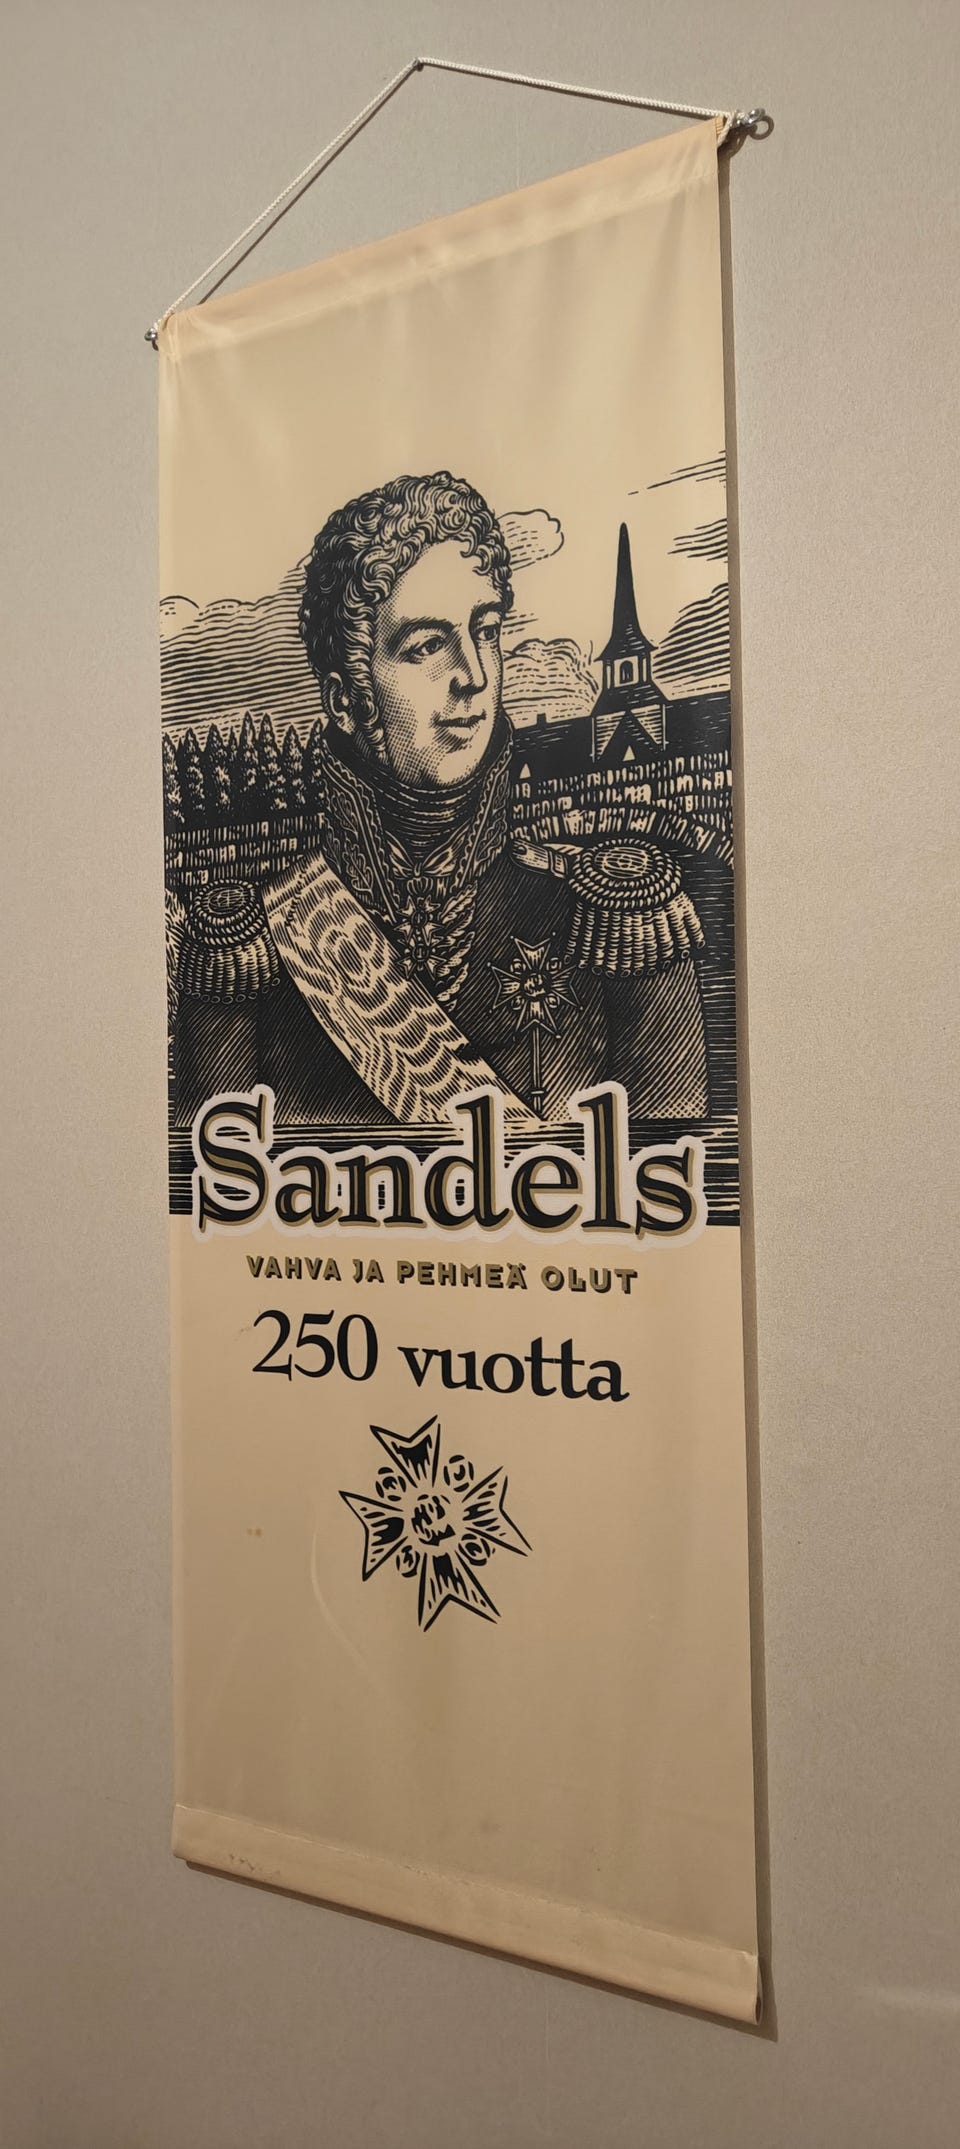 Sandels
VAHVA JA PEHMEÄ OLUT
250 vuotta